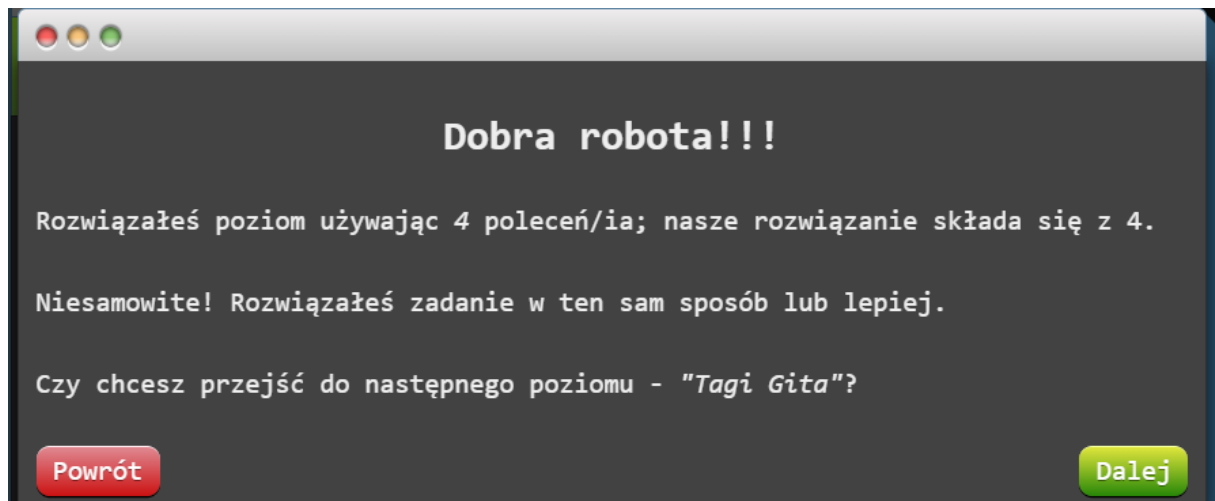 Dobra robota!!!
Rozwiązałeś poziom używając 4 poleceń/ia; nasze rozwiązanie składa się z 4.
Niesamowite! Rozwiązałeś zadanie w ten sam sposób lub lepiej.
Czy chcesz przejść do następnego poziomu - "Tagi Gita"?
Powrót
Dalej